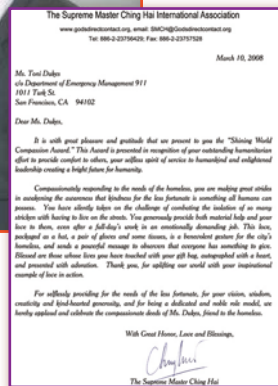 The Supreme Master Ching Hai International Association
www.godsdirectcontact.org, email: SMCH@Godsdirectcontact.org
Tel: 886-2-23756429; Fax: 886-2-23757528
March 10, 2008
Ms. Toni Dukes
c/o Department of Emergency Management 911
1011 Turk St.
San Francisco, CA 94102
Dear Ms. Dukes,
It is with great pleasure and gratitude that we present to you the "Shining World
Compassion Award." This Award is presented in recognition of your outstanding humanitarian
effort to provide comfort to others, your selfless spirit of service to humankind and enlightened
leadership creating a bright future for humanity.
Compassionately responding to the needs of the homeless, you are making great strides
in awakening the awareness that kindness for the less fortunate is something all humans can
possess. You have silently taken on the challenge of combating the isolation of so many
stricken with having to live on the streets. You generously provide both material help and your
love to them, even after a full-day's work in an emotionally demanding job. This love,
packaged as a hat, a pair of gloves and some tissues, is a benevolent gesture for the city's
homeless, and sends a powerful message to observers that everyone has something to give.
Blessed are those whose lives you have touched with your gift bag, autographed with a heart,
and presented with adoration. Thank you, for uplifting our world with your inspirational
example of love in action.
For selflessly providing for the needs of the less fortunate, for your vision, wisdom,
creativity and kind-hearted generosity, and for being a dedicated and noble role model, we
hereby applaud and celebrate the compassionate deeds of Ms. Dukes, friend to the homeless.
With Great Honor, Love and Blessings,
The Supreme Master Ching Hai